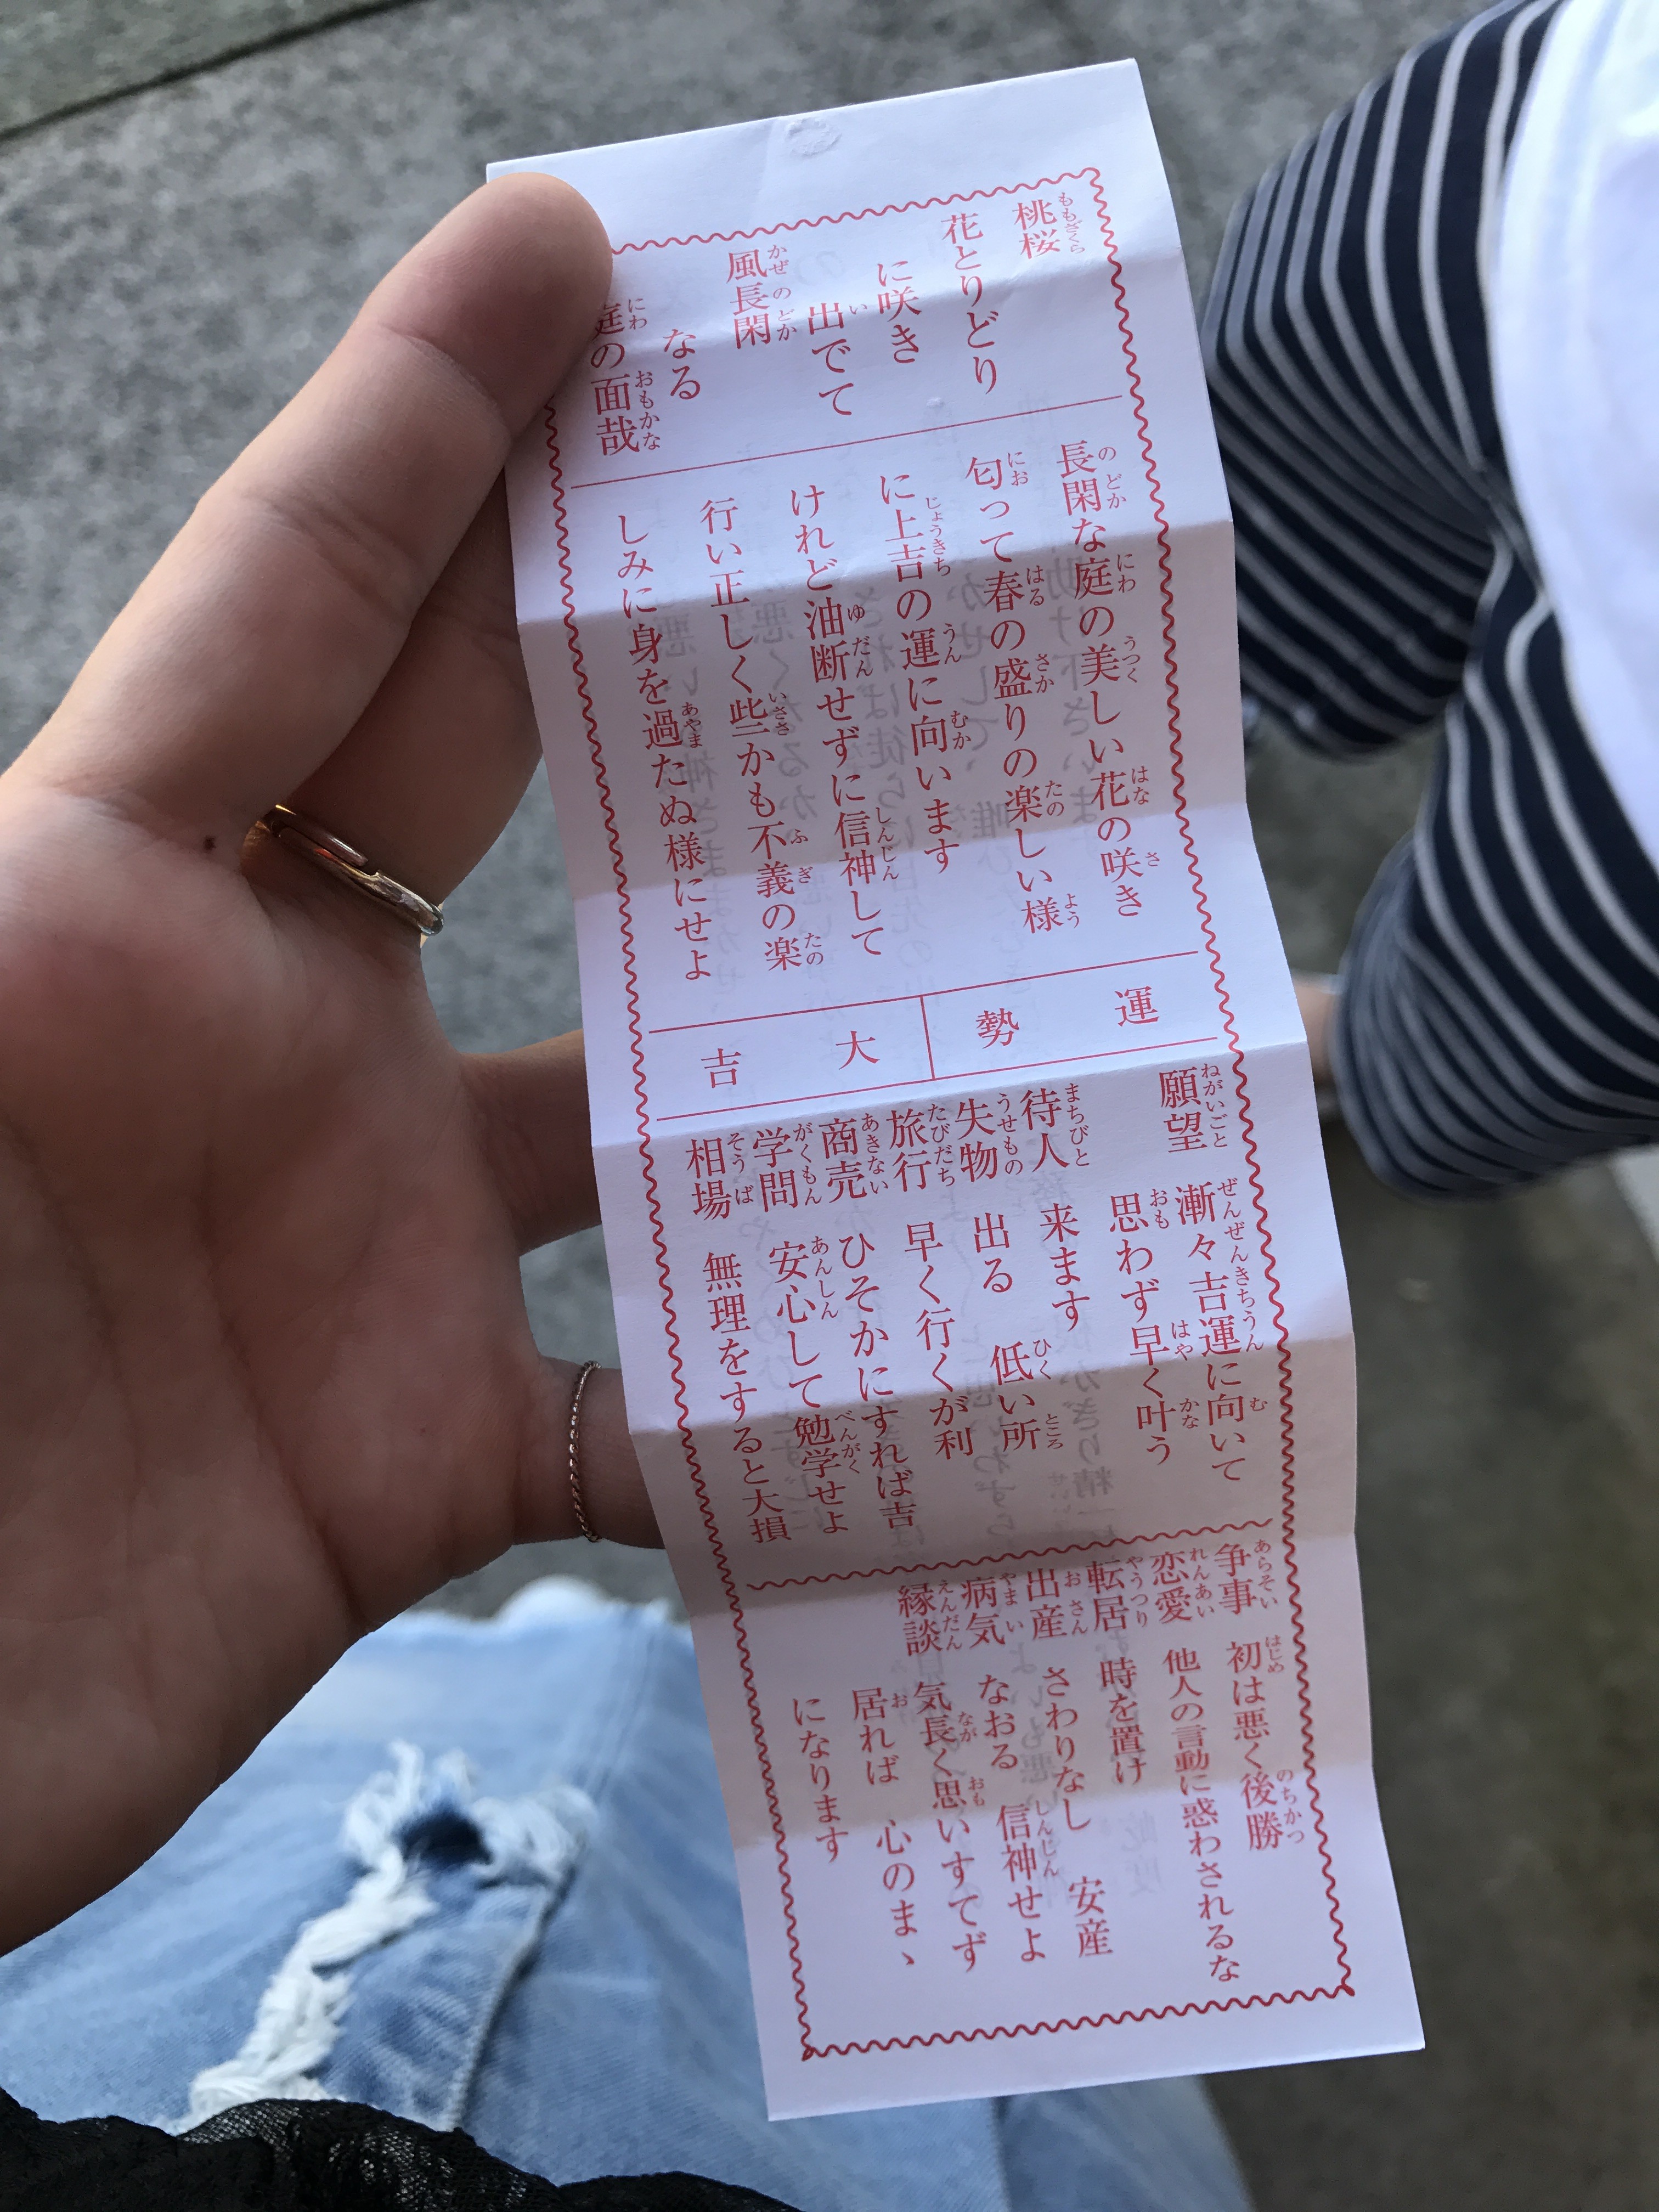 桃桜
花とりどり
に咲き
出でて
風長閑
なる
庭の面哉
長閑な庭の美しい花の咲き
匂って春の盛りの楽しい様
に上吉の運に向います
けれど油断せずに信神して
行い正しく些かも不義の楽
しみに身を過たぬ様にせよ
運勢
大吉
願望 漸々吉運に向いて
思わず早く叶う
待人 来ます
失物 出る 低い所
旅行 早く行くが利
商売 ひそかにすれば吉
学問 安心して勉学せよ
相場 無理をすると大損
争事 初は悪く後勝
恋愛 他人の言動に惑わされるな
転居 時を置け
出産 さわりなし 安産
病気 なおる 信神せよ
縁談 気長く思いすてず
居れば 心のまゝ
になります